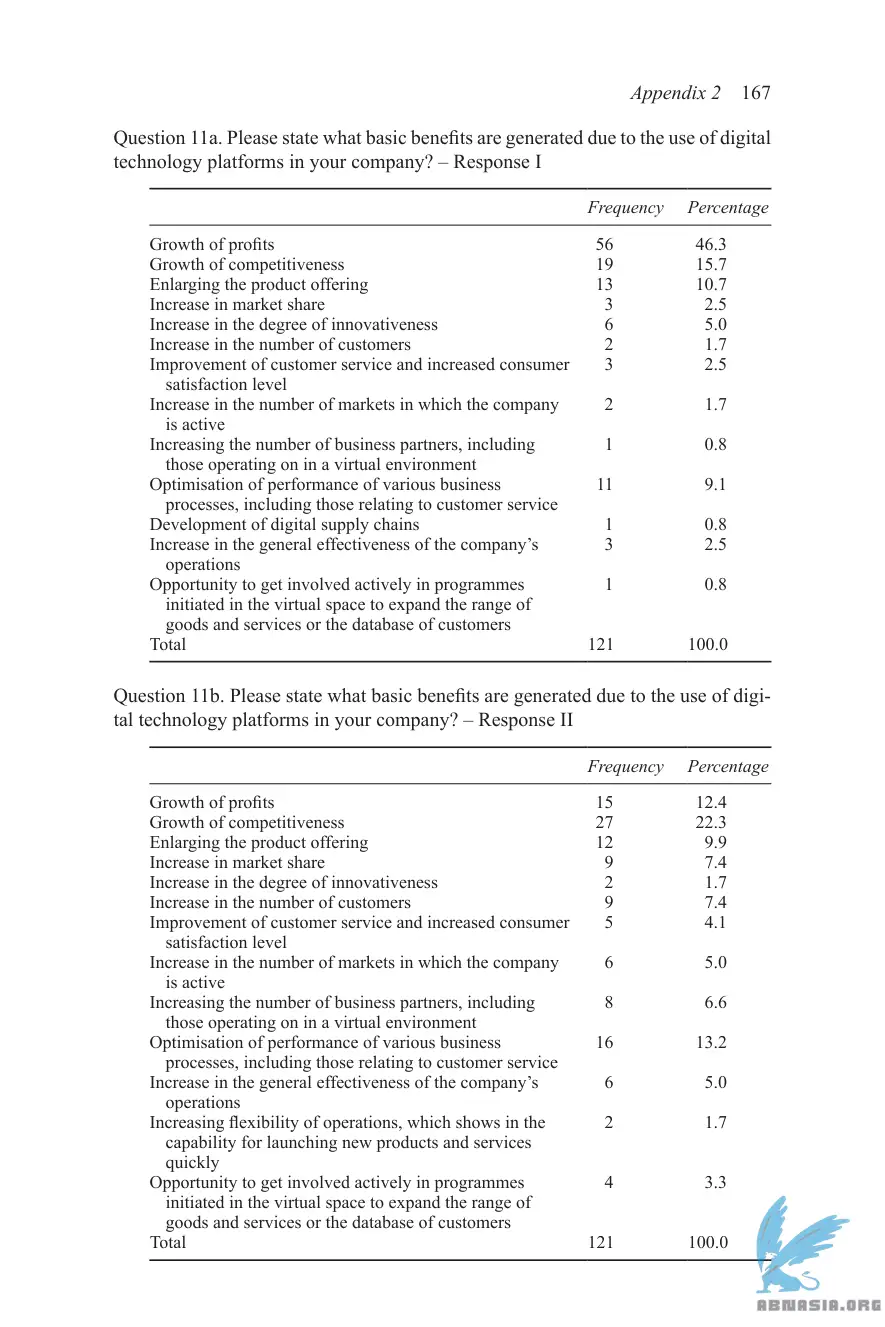 Appendix 2 167
Question 11a. Please state what basic benefits are generated due to the use of digital
technology platforms in your company? – Response I
Frequency Percentage
Growth of profits 56 46.3
Growth of competitiveness 19 15.7
Enlarging the product offering 13 10.7
Increase in market share 3 2.5
Increase in the degree of innovativeness 6 5.0
Increase in the number of customers 2 1.7
Improvement of customer service and increased consumer 3 2.5
satisfaction level
Increase in the number of markets in which the company 2 1.7
is active
Increasing the number of business partners, including 1 0.8
those operating on in a virtual environment
Optimisation of performance of various business 11 9.1
processes, including those relating to customer service
Development of digital supply chains 1 0.8
Increase in the general effectiveness of the company's 3 2.5
operations
Opportunity to get involved actively in programmes 1 0.8
initiated in the virtual space to expand the range of
goods and services or the database of customers
Total 121 100.0
Question 11b. Please state what basic benefits are generated due to the use of digi-
tal technology platforms in your company? – Response II
Frequency Percentage
Growth of profits 15 12.4
Growth of competitiveness 27 22.3
Enlarging the product offering 12 9.9
Increase in market share 9 7.4
Increase in the degree of innovativeness 2 1.7
Increase in the number of customers 9 7.4
Improvement of customer service and increased consumer 5 4.1
satisfaction level
Increase in the number of markets in which the company 6 5.0
is active
Increasing the number of business partners, including 8 6.6
those operating on in a virtual environment
Optimisation of performance of various business 16 13.2
processes, including those relating to customer service
Increase in the general effectiveness of the company's 6 5.0
operations
Increasing flexibility of operations, which shows in the 2 1.7
capability for launching new products and services
quickly
Opportunity to get involved actively in programmes 4 3.3
initiated in the virtual space to expand the range of
goods and services or the database of customers
Total 121 100.0
ABNASIA.ORG